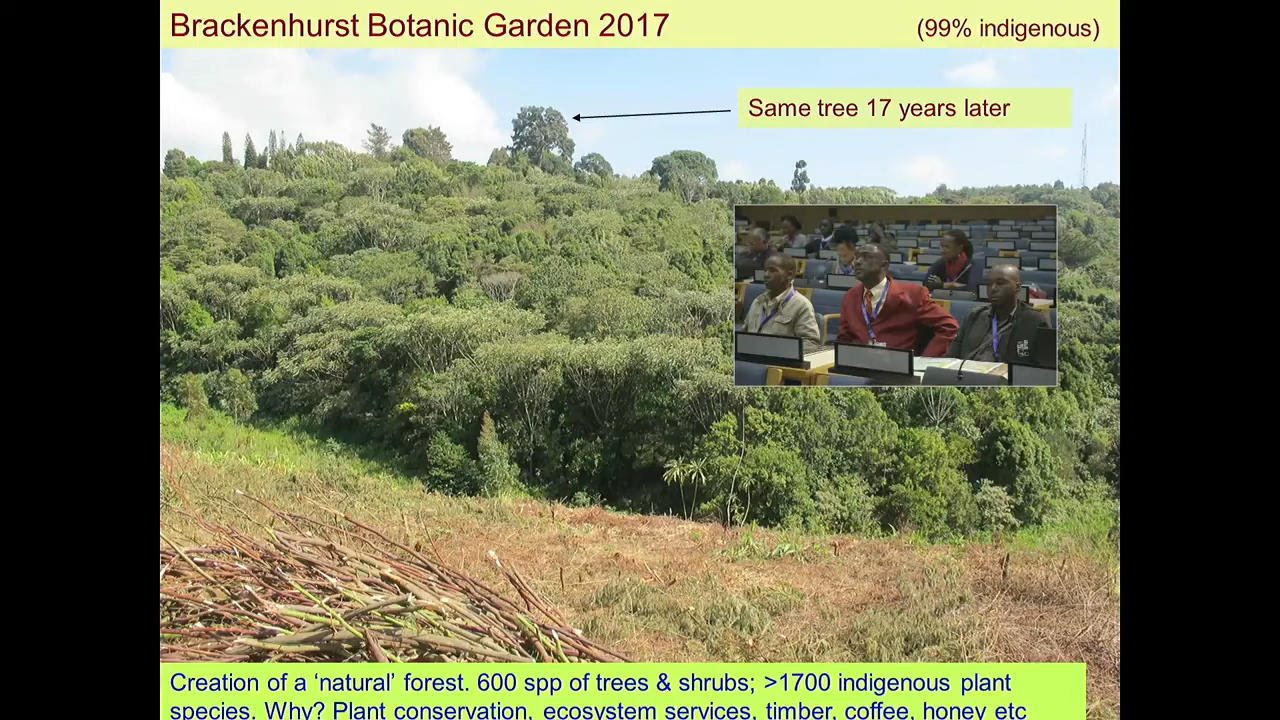 Brackenhurst Botanic Garden 2017 (99% indigenous)
Same tree 17 years later
Creation of a ‘natural’ forest. 600 spp of trees & shrubs; >1700 indigenous plant
species. Why? Plant conservation, ecosystem services, timber, coffee, honey etc